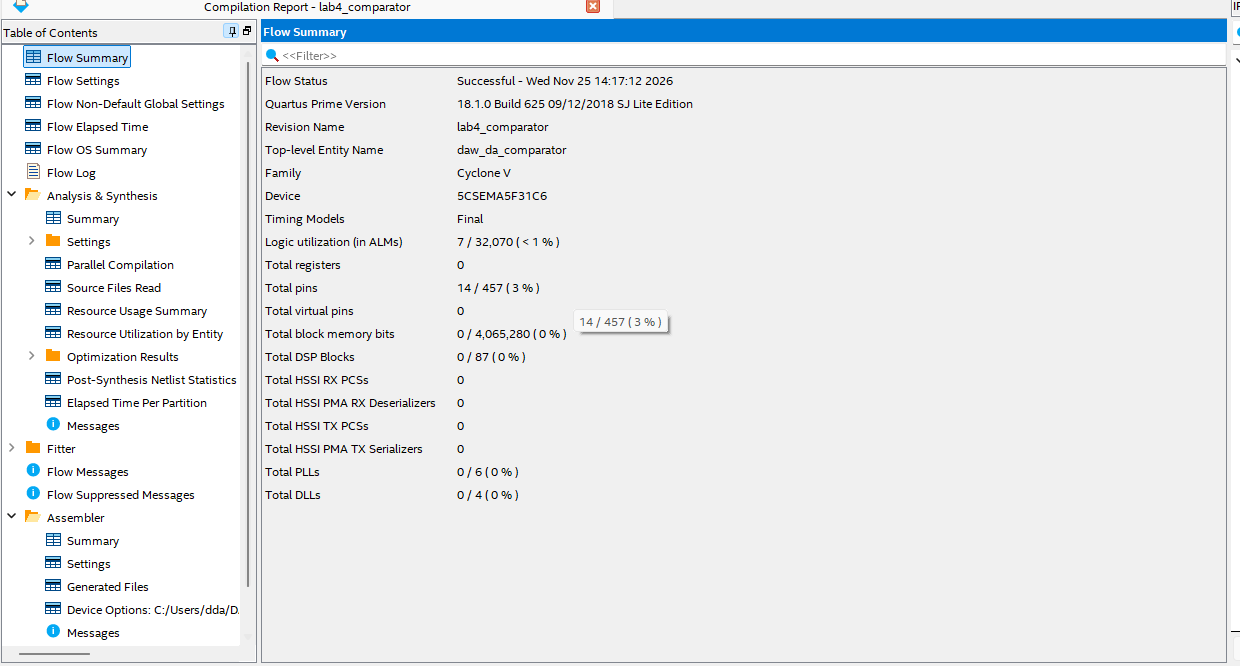 Compilation Report - lab4_comparator
Table of Contents
Flow Summary
Flow Settings
Flow Non-Default Global Settings
Flow Elapsed Time
Flow OS Summary
Flow Log
Analysis & Synthesis
Summary
Settings
Parallel Compilation
Source Files Read
Resource Usage Summary
Resource Utilization by Entity
Optimization Results
Post-Synthesis Netlist Statistics
Elapsed Time Per Partition
Messages
Fitter
Flow Messages
Flow Suppressed Messages
Assembler
Summary
Settings
Generated Files
Device Options: C:/Users/dda/D
Messages
Flow Summary
<<Filter>>
Flow Status Successful - Wed Nov 25 14:17:12 2026
Quartus Prime Version 18.1.0 Build 625 09/12/2018 SJ Lite Edition
Revision Name lab4_comparator
Top-level Entity Name daw_da_comparator
Family Cyclone V
Device 5CSEMA5F31C6
Timing Models Final
Logic utilization (in ALMs) 7 / 32,070 ( < 1 % )
Total registers 0
Total pins 14 / 457 ( 3 % )
Total virtual pins 0
14 / 457 ( 3 % )
Total block memory bits 0 / 4,065,280 ( 0 % )
Total DSP Blocks 0 / 87 ( 0 % )
Total HSSI RX PCSs 0
Total HSSI PMA RX Deserializers 0
Total HSSI TX PCSs 0
Total HSSI PMA TX Serializers 0
Total PLLs 0 / 6 ( 0 % )
Total DLLs 0 / 4 ( 0 % )